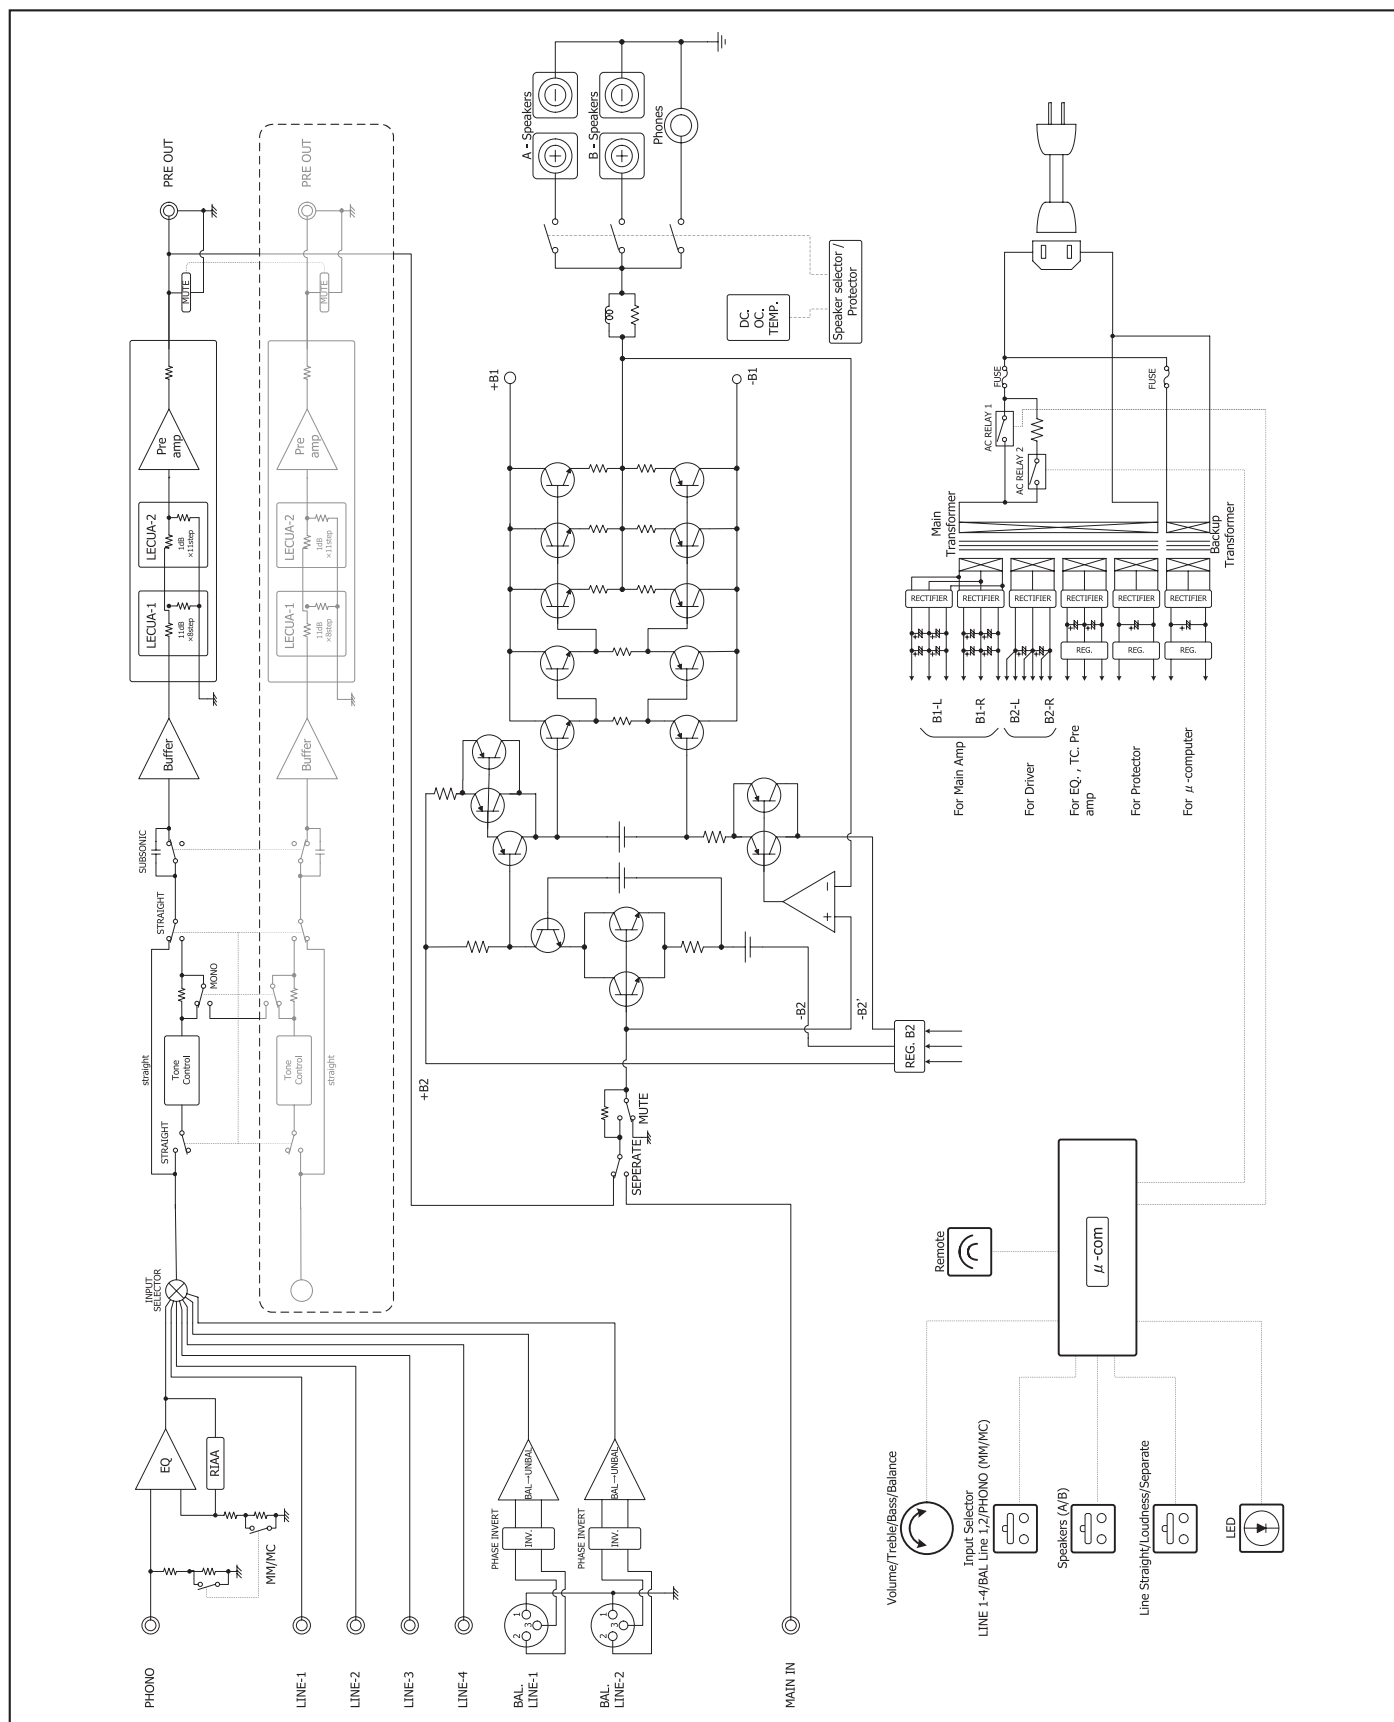 PHONO
LINE-1
LINE-2
LINE-3
LINE-4
BAL.
LINE-1
BAL.
LINE-2
MAIN IN
MM/MC
EQ
RIAA
PHASE INVERT
INV.
BAL→UNBAL
1
2
3
PHASE INVERT
INV.
BAL→UNBAL
1
2
3
INPUT
SELECTOR
STRAIGHT
straight
Tone
Control
MONO
STRAIGHT
SUBSONIC
Buffer
LECUA-1
11dB
×8step
LECUA-2
1dB
×11step
Pre
amp
MUTE
PRE OUT
straight
Tone
Control
Buffer
LECUA-1
11dB
×8step
LECUA-2
1dB
×11step
Pre
amp
MUTE
PRE OUT
SEPERATE
MUTE
+B2
-B2
-B2'
REG. B2
+
−
+B1
-B1
DC.
OC.
TEMP.
Speaker selector /
Protector
A - Speakers
+
−
B - Speakers
+
−
Phones
FUSE
FUSE
AC RELAY 1
AC RELAY 2
Main
Transformer
Backup
Transformer
RECTIFIER
RECTIFIER
RECTIFIER
RECTIFIER
RECTIFIER
RECTIFIER
+
+
+
+
+
+
+
+
+
+
+
+
+
+
REG.
REG.
REG.
B1-L
B1-R
B2-L
B2-R
For Main Amp
For Driver
For EQ. , TC. Pre
amp
For Protector
For μ-computer
μ-com
Remote
Volume/Treble/Bass/Balance
Input Selector
LINE 1-4/BAL Line 1,2/PHONO (MM/MC)
Speakers (A/B)
Line Straight/Loudness/Separate
LED